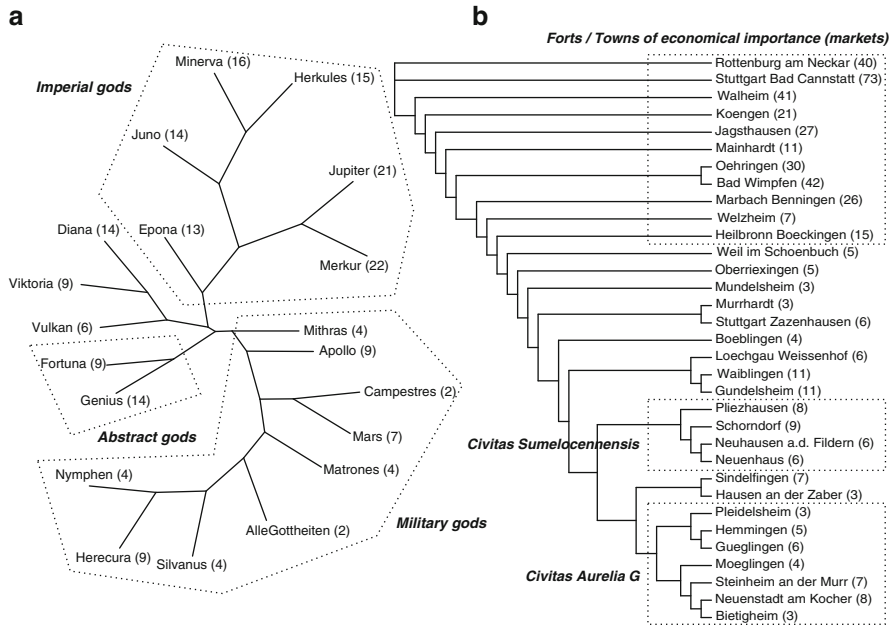 a
Imperial gods
Minerva (16)
Herkules (15)
Juno (14)
Jupiter (21)
Diana (14)
Epona (13)
Merkur (22)
Viktoria (9)
Vulkan (6)
Mithras (4)
Apollo (9)
Fortuna (9)
Genius (14)
Campestres (2)
Abstract gods
Mars (7)
Matrones (4)
Nymphen (4)
AlleGottheiten (2)
Military gods
Herecura (9)
Silvanus (4)
b
Forts / Towns of economical importance (markets)
Rottenburg am Neckar (40)
Stuttgart Bad Cannstatt (73)
Walheim (41)
Koengen (21)
Jagsthausen (27)
Mainhardt (11)
Oehringen (30)
Bad Wimpfen (42)
Marbach Benningen (26)
Welzheim (7)
Heilbronn Boeckingen (15)
Weil im Schoenbuch (5)
Oberriexingen (5)
Mundelsheim (3)
Murrhardt (3)
Stuttgart Zazenhausen (6)
Boeblingen (4)
Loechgau Weissenhof (6)
Waiblingen (11)
Gundelsheim (11)
Pliezhausen (8)
Schorndorf (9)
Civitas Sumelocennensis
Neuhausen a.d. Fildern (6)
Neuenhaus (6)
Sindelfingen (7)
Hausen an der Zaber (3)
Pleidelsheim (3)
Hemmingen (5)
Gueglingen (6)
Moeglingen (4)
Civitas Aurelia G
Steinheim an der Murr (7)
Neuenstadt am Kocher (8)
Bietigheim (3)